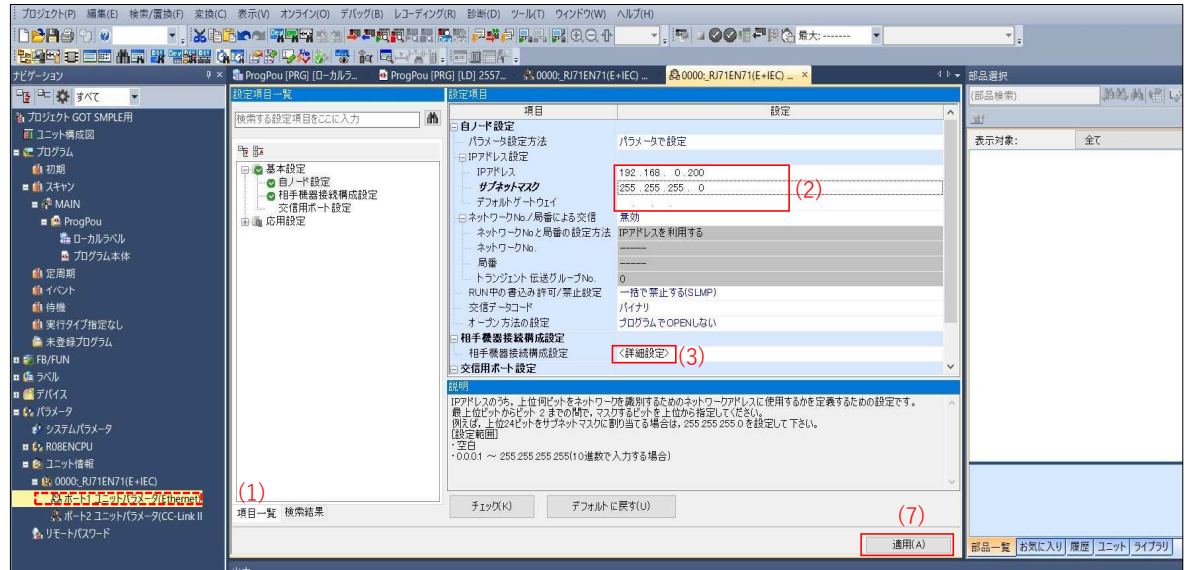 プロジェクト(P) 編集(E) 検索/置換(F) 変換(C) 表示(V) オンライン(O) デバッグ(B) レコーディング(R) 診断(D) ツール(T) ウィンドウ(W) ヘルプ(H)
最大: -------
ナビゲーション
ProgPou [PRG] [ローカルラ...
ProgPou [PRG] [LD] 2557...
0000:_RJ71EN71(E+IEC) ...
0000:_RJ71EN71(E+IEC) _ ×
部品選択
すべて
プロジェクト GOT SMPLE用
ユニット構成図
プログラム
初期
スキャン
MAIN
ProgPou
ローカルラベル
プログラム本体
定周期
イベント
待機
実行タイプ指定なし
未登録プログラム
FB/FUN
ラベル
デバイス
パラメータ
システムパラメータ
R08ENCPU
ユニット情報
0000:_RJ71EN71(E+IEC)
ポート1 ユニットパラメータ(Ethernet)
ポート2 ユニットパラメータ(CC-Link II
リモートパスワード
(1)
設定項目一覧
検索する設定項目をここに入力
基本設定
自ノード設定
相手機器接続構成設定
交信用ポート設定
応用設定
項目一覧 検索結果
設定項目
項目 設定
自ノード設定
パラメータ設定方法 パラメータで設定
IPアドレス設定
IPアドレス 192 . 168 . 0 . 200
サブネットマスク 255 . 255 . 255 . 0
(2)
デフォルトゲートウェイ . . .
ネットワークNo./局番による交信 無効
ネットワークNoと局番の設定方法 IPアドレスを利用する
ネットワークNo. -----
局番 -----
トランジェント伝送グループNo. 0
RUN中の書込み許可/禁止設定 一括で禁止する(SLMP)
交信データコード バイナリ
オープン方法の設定 プログラムでOPENしない
相手機器接続構成設定
相手機器接続構成設定 <詳細設定> (3)
交信用ポート設定
説明
IPアドレスのうち、上位何ビットをネットワークを識別するためのネットワークアドレスに使用するかを定義するための設定です。
最上位ビットからビット 2 までの間で、マスクするビットを上位から指定してください。
例えば、上位24ビットをサブネットマスクに割り当てる場合は、255.255.255.0 を設定して下さい。
[設定範囲]
・空白
・0.0.0.1 ～ 255.255.255.255(10進数で入力する場合)
チェック(K) デフォルトに戻す(U)
(7)
適用(A)
(部品検索)
表示対象: 全て
部品一覧 お気に入り 履歴 ユニット ライブラリ